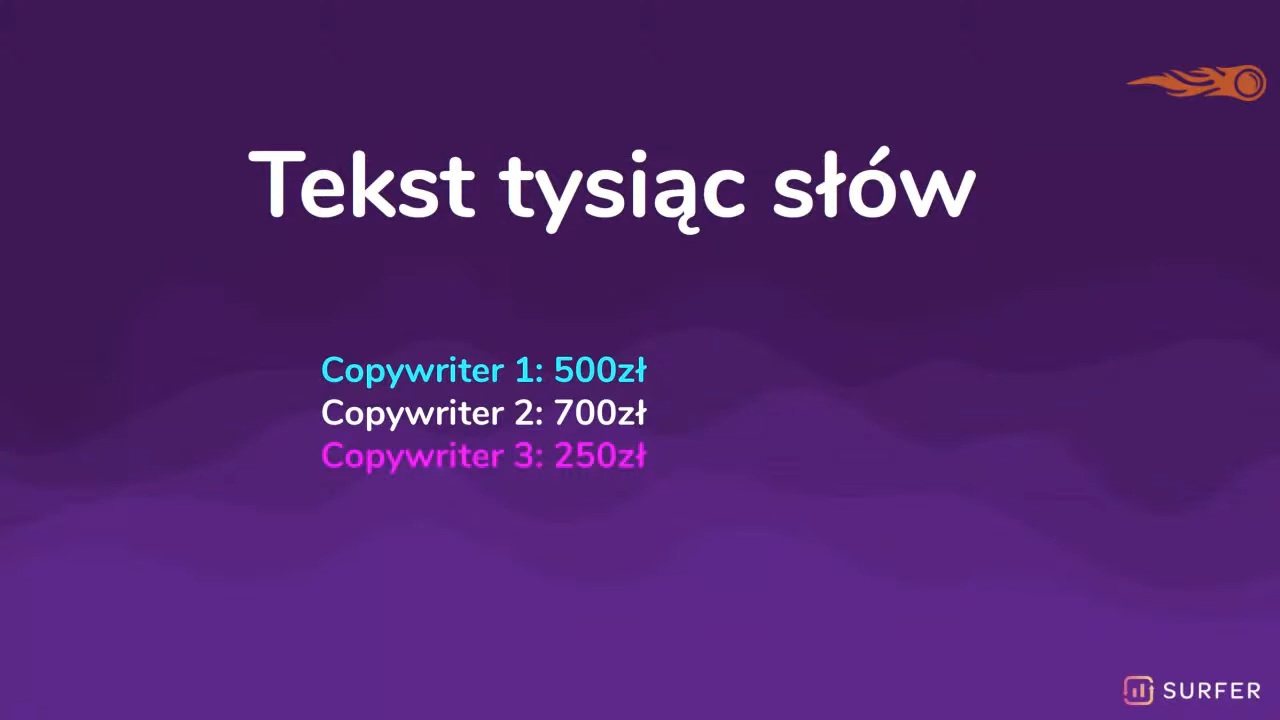 Tekst tysiąc słów
Copywriter 1: 500zł
Copywriter 2: 700zł
Copywriter 3: 250zł
SURFER